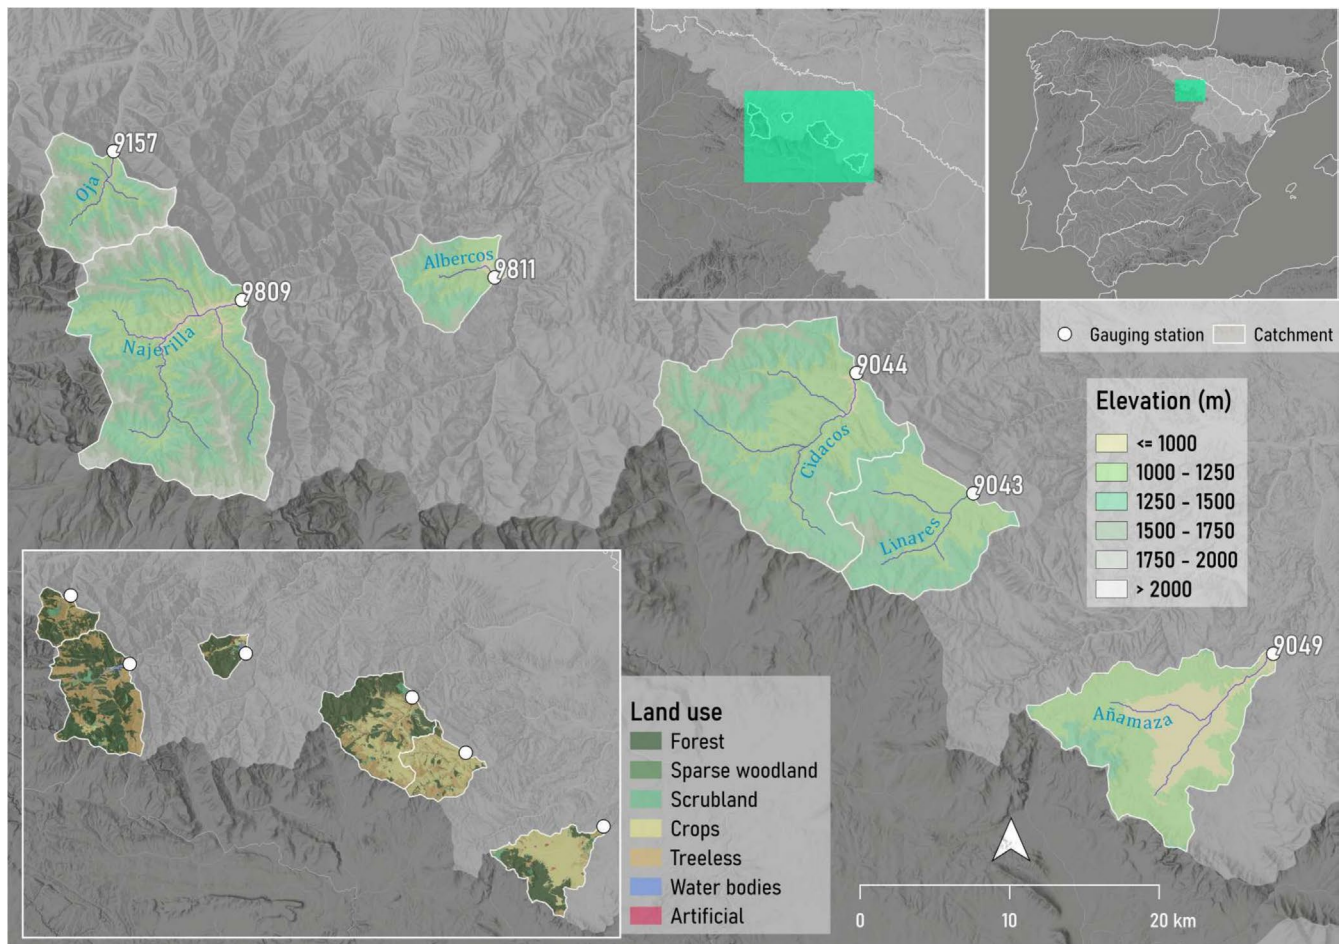 9157
Oja
9809
Najerilla
Albercos
9811
Gauging station
Catchment
9044
Cidacos
9043
Linares
Elevation (m)
<= 1000
1000 - 1250
1250 - 1500
1500 - 1750
1750 - 2000
> 2000
9049
Añamaza
Land use
Forest
Sparse woodland
Scrubland
Crops
Treeless
Water bodies
Artificial
0 10 20 km